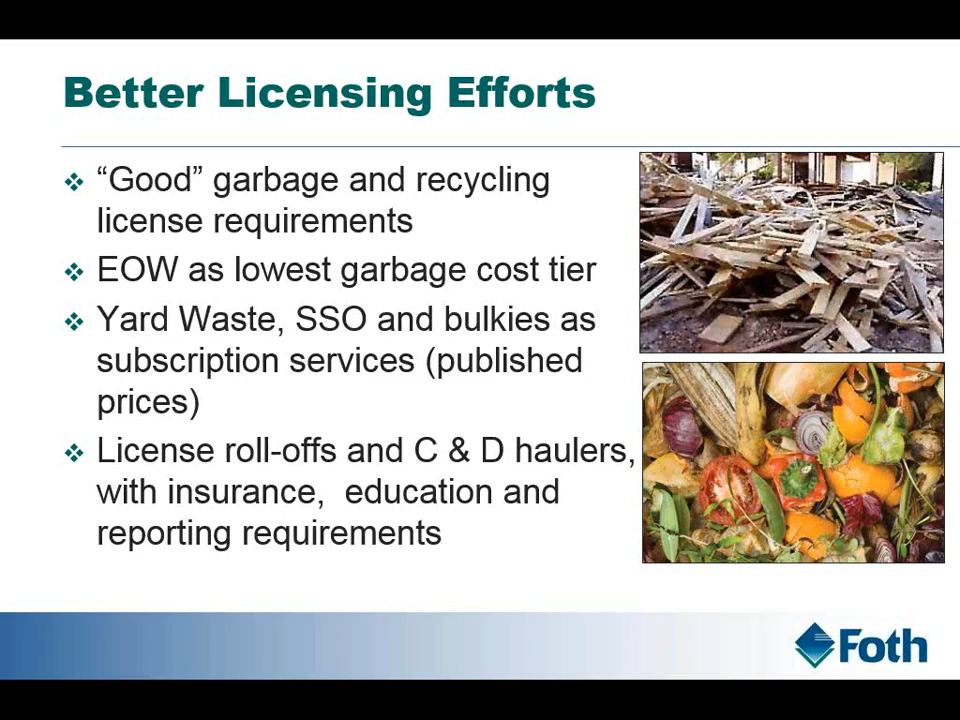 Better Licensing Efforts
“Good” garbage and recycling
license requirements
EOW as lowest garbage cost tier
Yard Waste, SSO and bulkies as
subscription services (published
prices)
License roll-offs and C & D haulers,
with insurance,  education and
reporting requirements
Foth